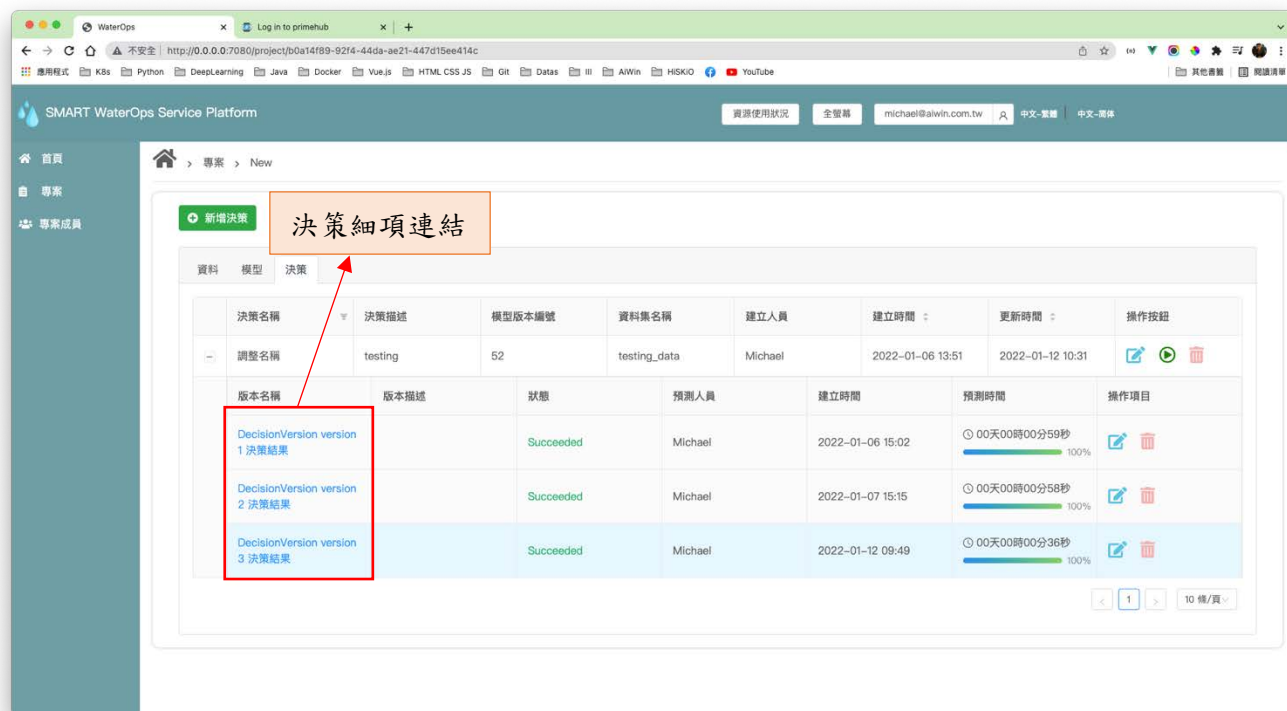 WaterOps
Log in to primehub
不安全 http://0.0.0.0:7080/project/b0a14f89-92f4-44da-ae21-447d15ee414c
應用程式 K8s Python DeepLearning Java Docker Vue.js HTML CSS JS Git Datas III AiWin HiSKIO YouTube 其他書籤 閱讀清單
SMART WaterOps Service Platform 資源使用狀況 全螢幕 michael@aiwin.com.tw 中文-繁體 中文-简体
首頁
專案
專案成員
專案 > New
新增決策
決策細項連結
資料 模型 決策
決策名稱 決策描述 模型版本編號 資料集名稱 建立人員 建立時間 更新時間 操作按鈕
調整名稱 testing 52 testing_data Michael 2022-01-06 13:51 2022-01-12 10:31
版本名稱 版本描述 狀態 預測人員 建立時間 預測時間 操作項目
DecisionVersion version
1 決策結果
Succeeded Michael 2022-01-06 15:02 00天00時00分59秒
100%
DecisionVersion version
2 決策結果
Succeeded Michael 2022-01-07 15:15 00天00時00分58秒
100%
DecisionVersion version
3 決策結果
Succeeded Michael 2022-01-12 09:49 00天00時00分36秒
100%
< 1 > 10 條/頁